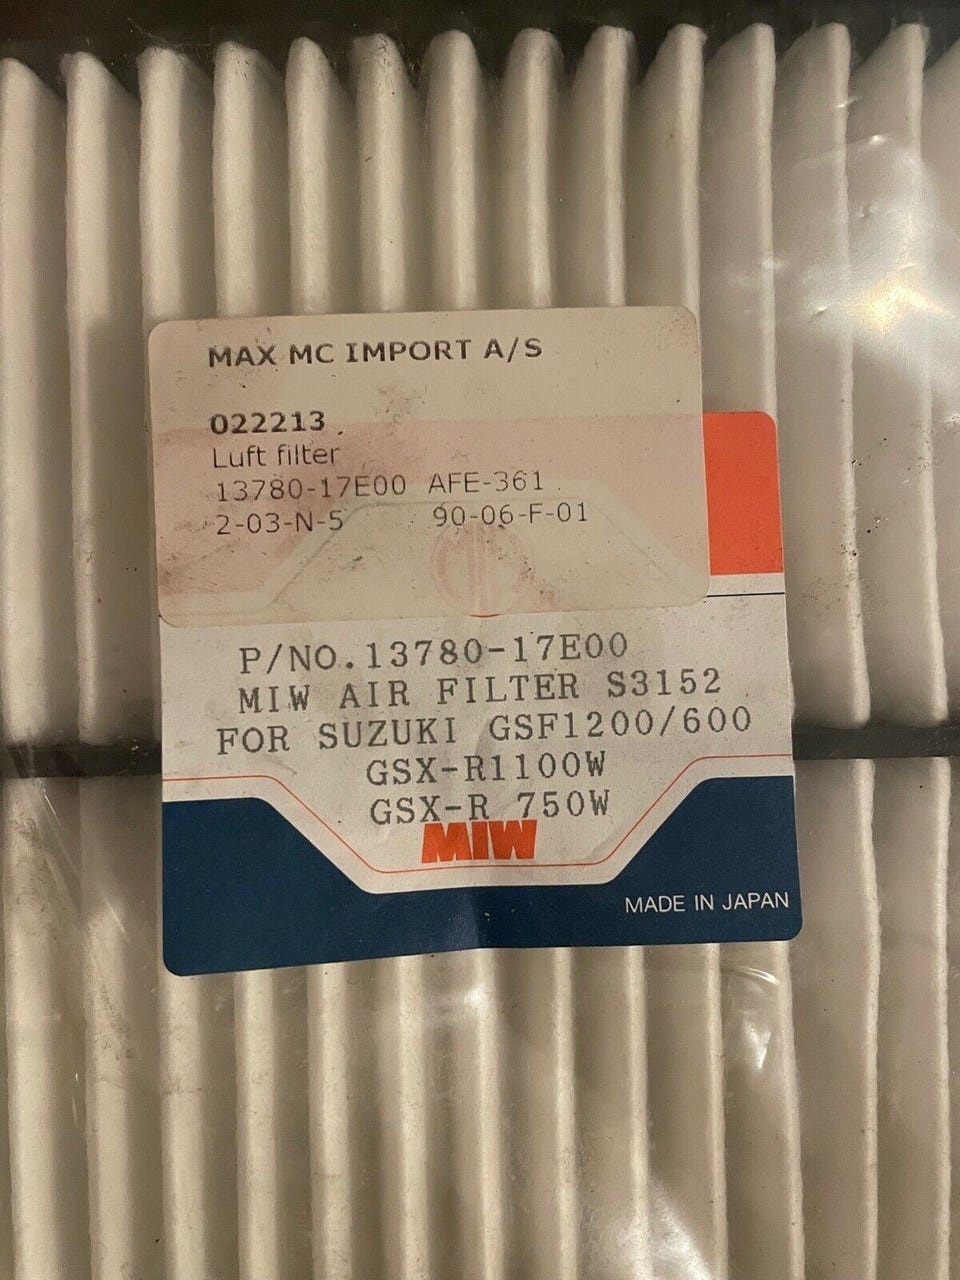 MAX MC IMPORT A/S
022213
Luft filter
13780-17E00 AFE-361
2-03-N-5 90-06-F-01
P/NO.13780-17E00
MIW AIR FILTER S3152
FOR SUZUKI GSF1200/600
GSX-R1100W
GSX-R 750W
MIW
MADE IN JAPAN